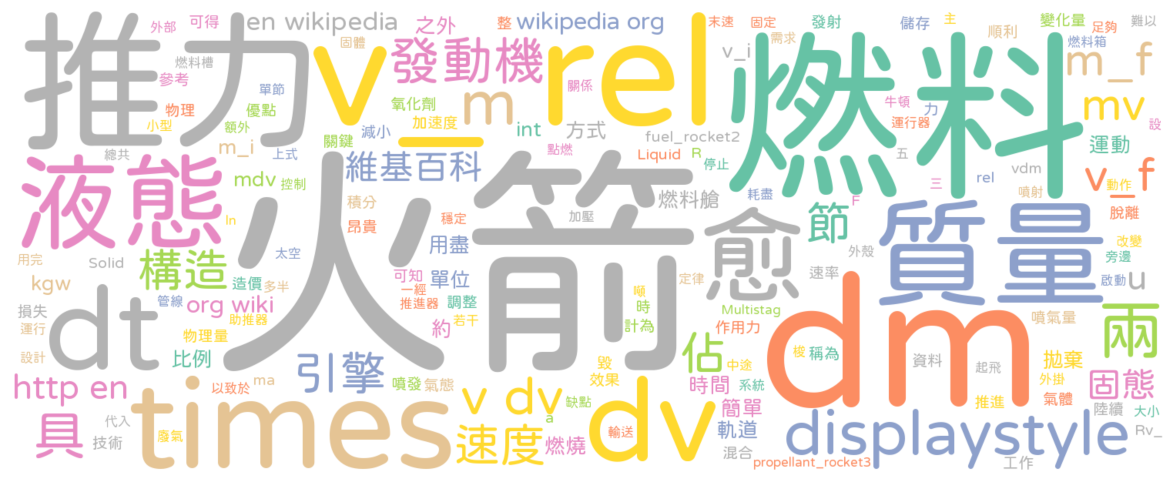 en wikipedia
之外
整
wikipedia org
末速
固定
發射
儲存
主
變化量
足夠
難以
外部
可得
推力
v_
rel
燃料
固體
發動機
v_i
需求
順利
燃料箱
m_f
燃料槽
參考
單節
關係
m
物理
優點
氧化劑
加速度
int
方式
fuel_rocket2
牛頓
力
運行器
mv
設
小型
額外
關鍵
減小
點燃
Liquid
R
停止
五
運動
總共
m_i
上式
維基百科
vdm
rel
v_f
動作
液態
mdv
控制
火箭
燃料艙
耗盡
三
噴射
脫離
ln
積分
昂貴
穩定
加壓
愈
節
F
質量
構造
太空
用盡
外殼
改變
旁邊
用完
kgw
Solid
造價
多半
可知
單位
定律
速率
啟動
u
管線
一經
推進器
調整
噸
org wiki
損失
dt
運行
助推器
約
若干
時
計為
Multistag
作用力
dm
噴氣量
兩
設計
物理量
比例
引擎
毀
效果
佔
中途
梭
稱為
資料
起飛
拋棄
http en
以致於
ma
噴發
氣態
時間
系統
外掛
固態
具
times
v dv
缺點
dv
簡單
推進
氣體
代入
技術
廢氣
速度
a
燃燒
輸送
軌道
混合
displaystyle
陸續
大小
Rv_
propellant_rocket3
工作